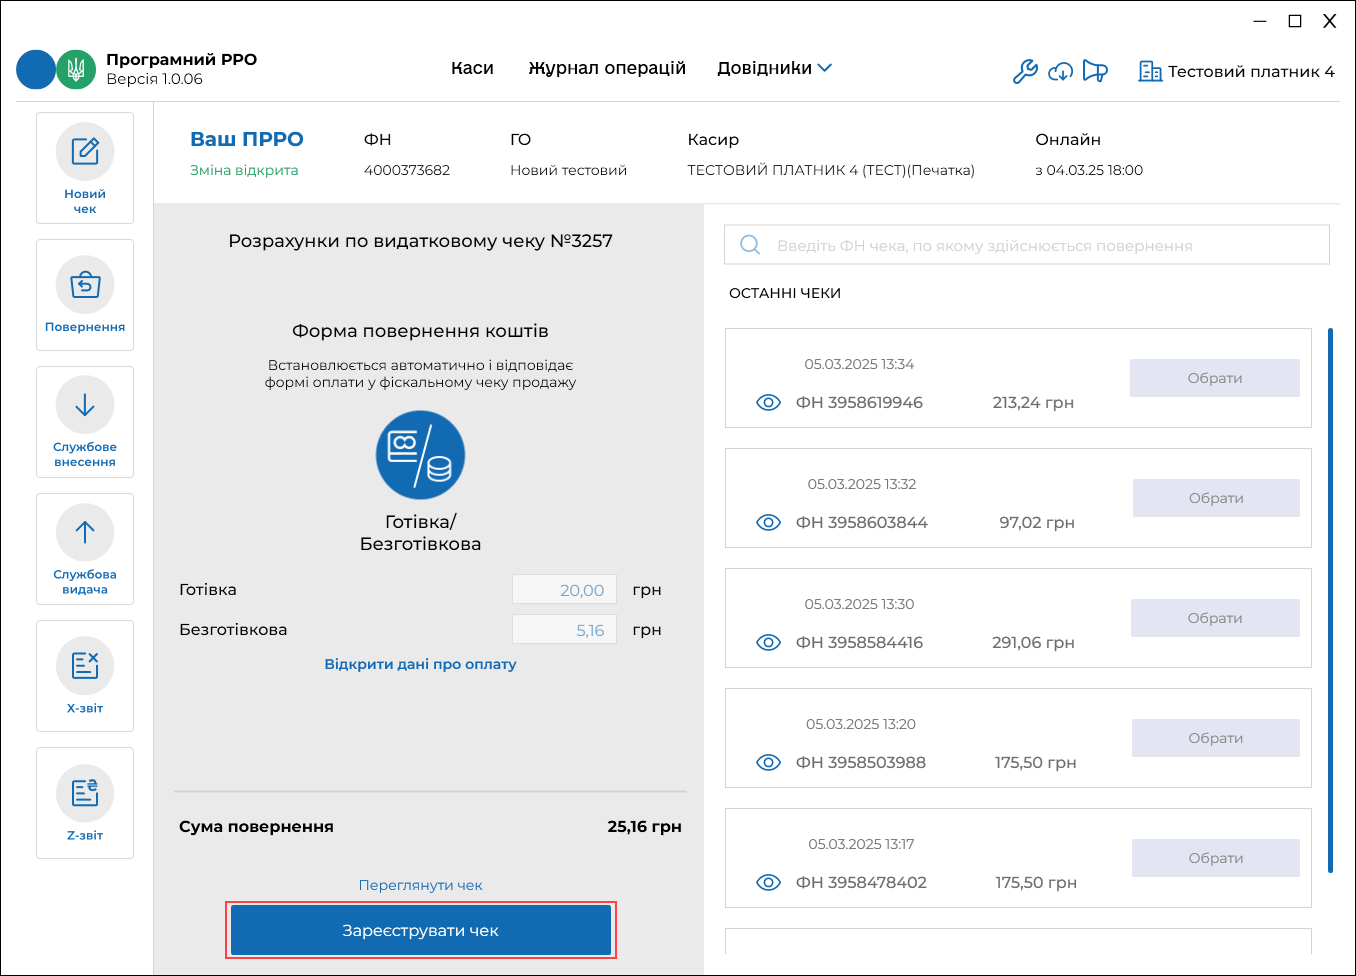 Програмний РРО
Версія 1.0.06
Каси
Журнал операцій
Довідники
Тестовий платник 4
Новий
чек
Повернення
Службове
внесення
Службова
видача
X-звіт
Z-звіт
Ваш ПРРО
Зміна відкрита
ФН
4000373682
ГО
Новий тестовий
Касир
ТЕСТОВИЙ ПЛАТНИК 4 (ТЕСТ)(Печатка)
Онлайн
з 04.03.25 18:00
Розрахунки по видатковому чеку №3257
Форма повернення коштів
Встановлюється автоматично і відповідає
формі оплати у фіскальному чеку продажу
Готівка/
Безготівкова
Готівка 20,00 грн
Безготівкова 5,16 грн
Відкрити дані про оплату
Сума повернення 25,16 грн
Переглянути чек
Зареєструвати чек
Введіть ФН чека, по якому здійснюється повернення
ОСТАННІ ЧЕКИ
05.03.2025 13:34
ФН 3958619946 213,24 грн
Обрати
05.03.2025 13:32
ФН 3958603844 97,02 грн
Обрати
05.03.2025 13:30
ФН 3958584416 291,06 грн
Обрати
05.03.2025 13:20
ФН 3958503988 175,50 грн
Обрати
05.03.2025 13:17
ФН 3958478402 175,50 грн
Обрати